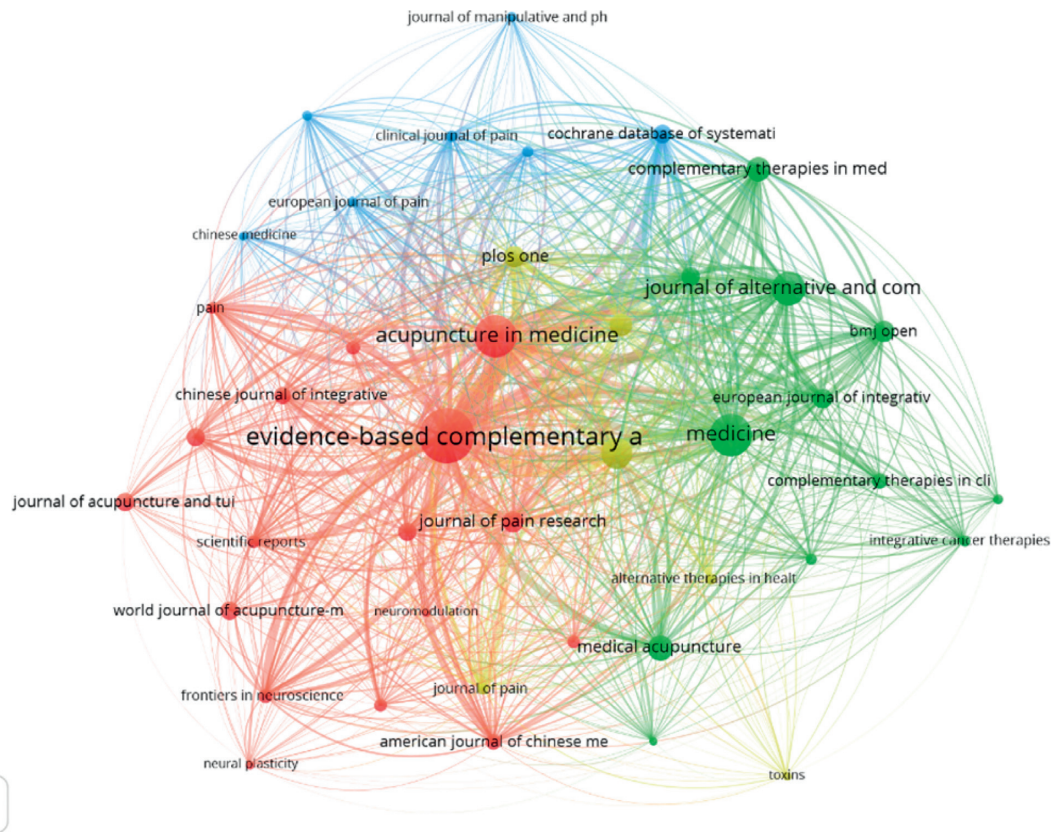 journal of manipulative and ph
clinical journal of pain
cochrane database of systemati
complementary therapies in med
european journal of pain
chinese medicine
plos one
journal of alternative and com
pain
acupuncture in medicine
bmj open
chinese journal of integrative
european journal of integrativ
evidence-based complementary a
medicine
complementary therapies in cli
journal of acupuncture and tui
journal of pain research
scientific reports
integrative cancer therapies
alternative therapies in healt
world journal of acupuncture-m
neuromodulation
medical acupuncture
frontiers in neuroscience
journal of pain
american journal of chinese me
neural plasticity
toxins